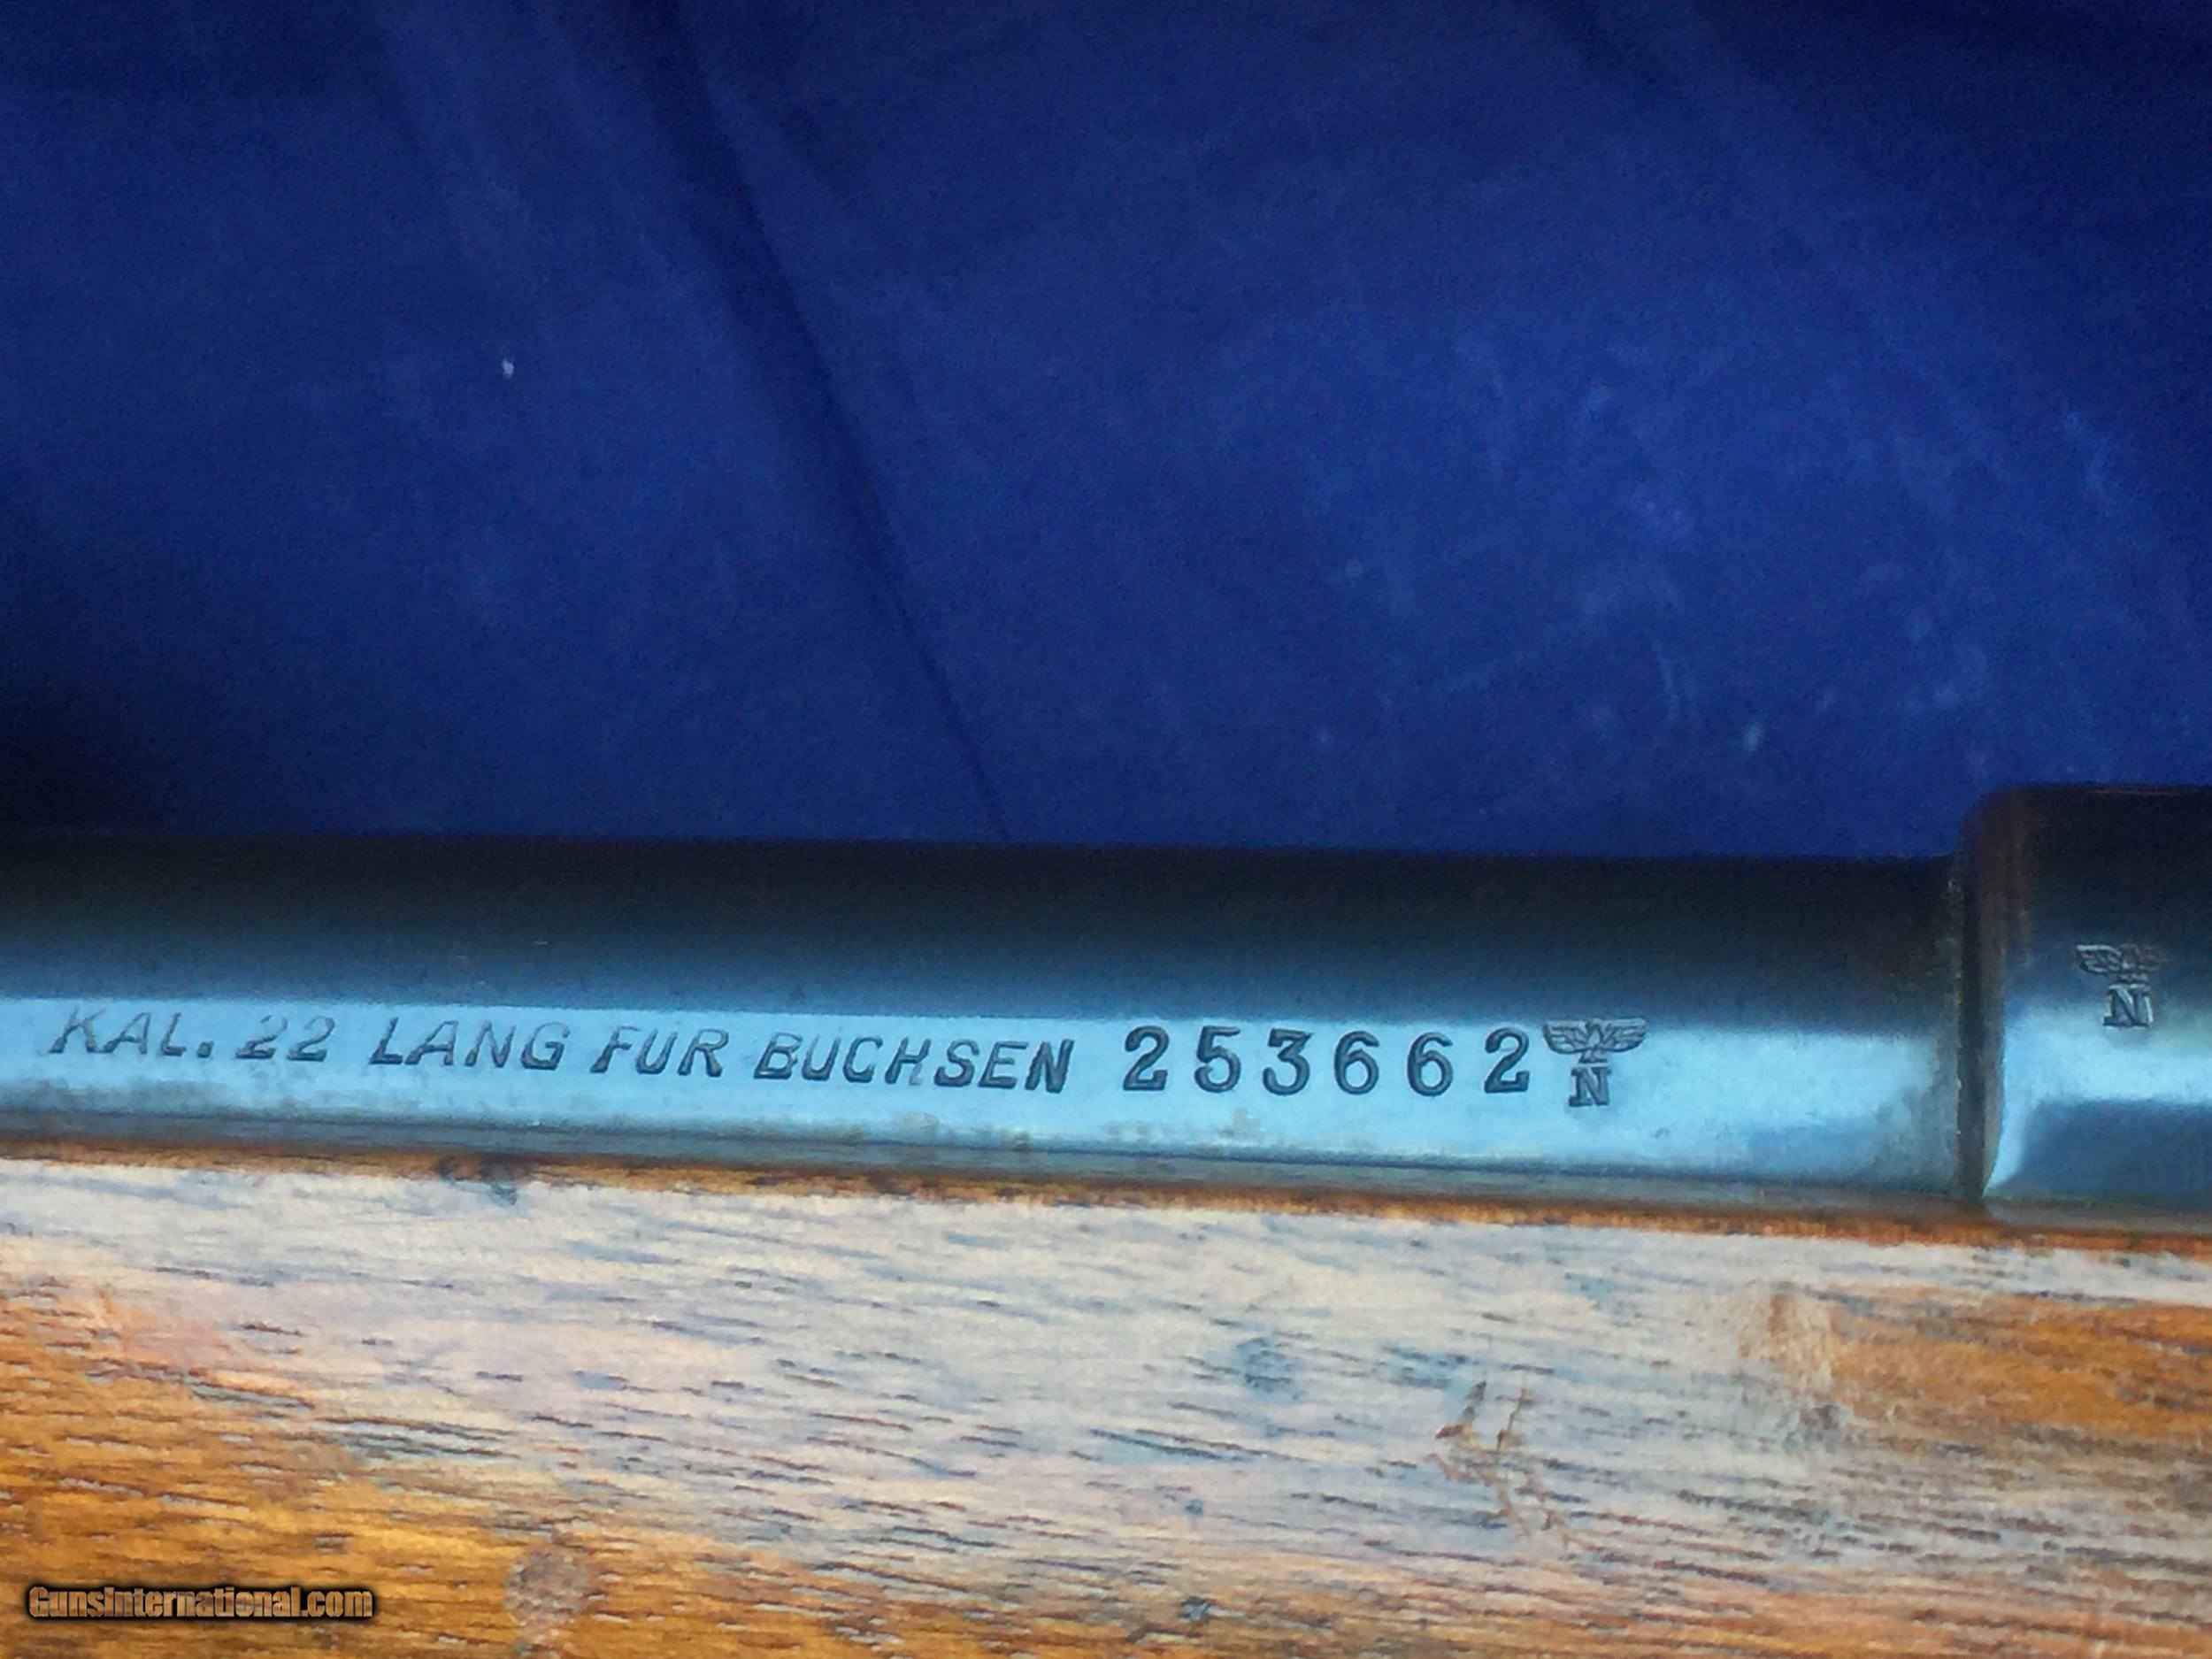 KAL. 22 LANG FUR BUCHSEN 253662 N
N
GunsInternational.com